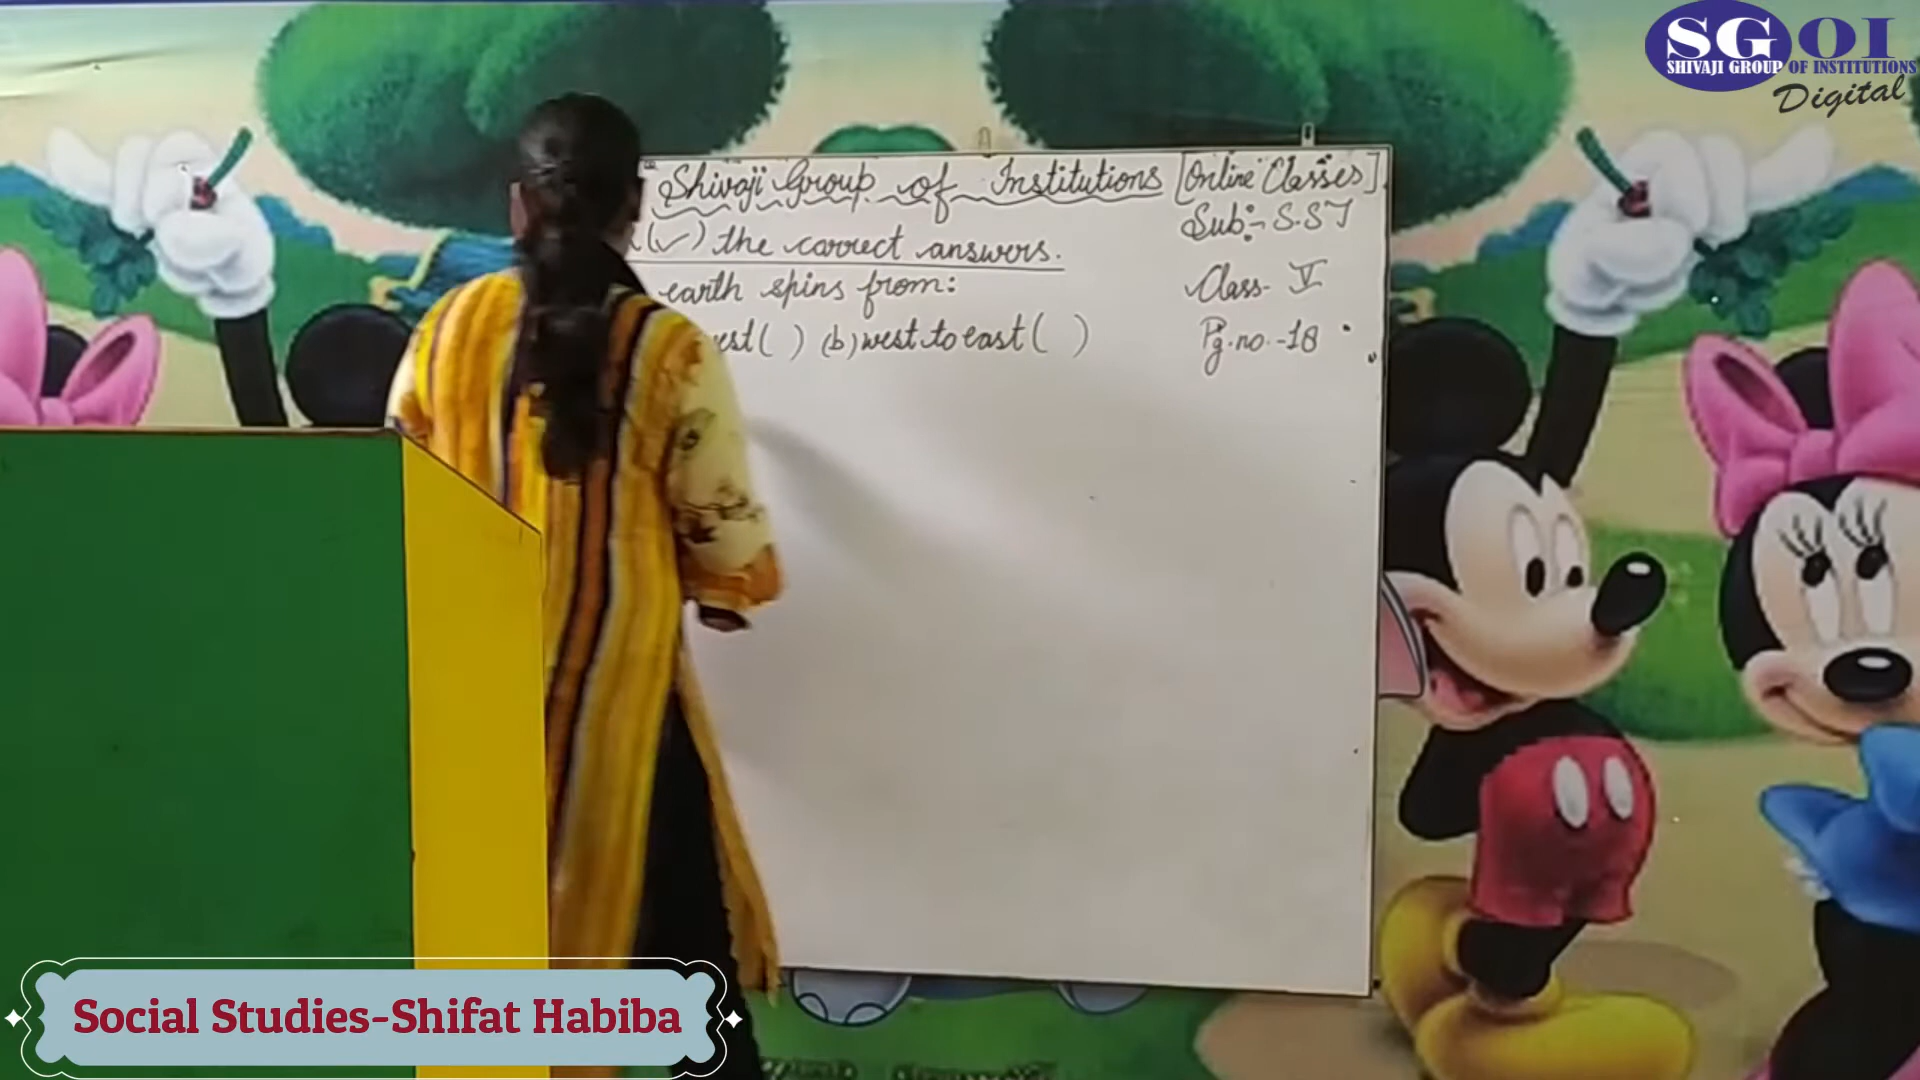 SGOI
SHIVAJI GROUP OF INSTITUTIONS
Digital
Shivaji Group of Institutions [Online Classes]
Sub:- S.ST
(✓) the correct answers.
Class- V
earth spins from:
Pg.no.-18
( ) (b) west to east ( )
Social Studies-Shifat Habiba